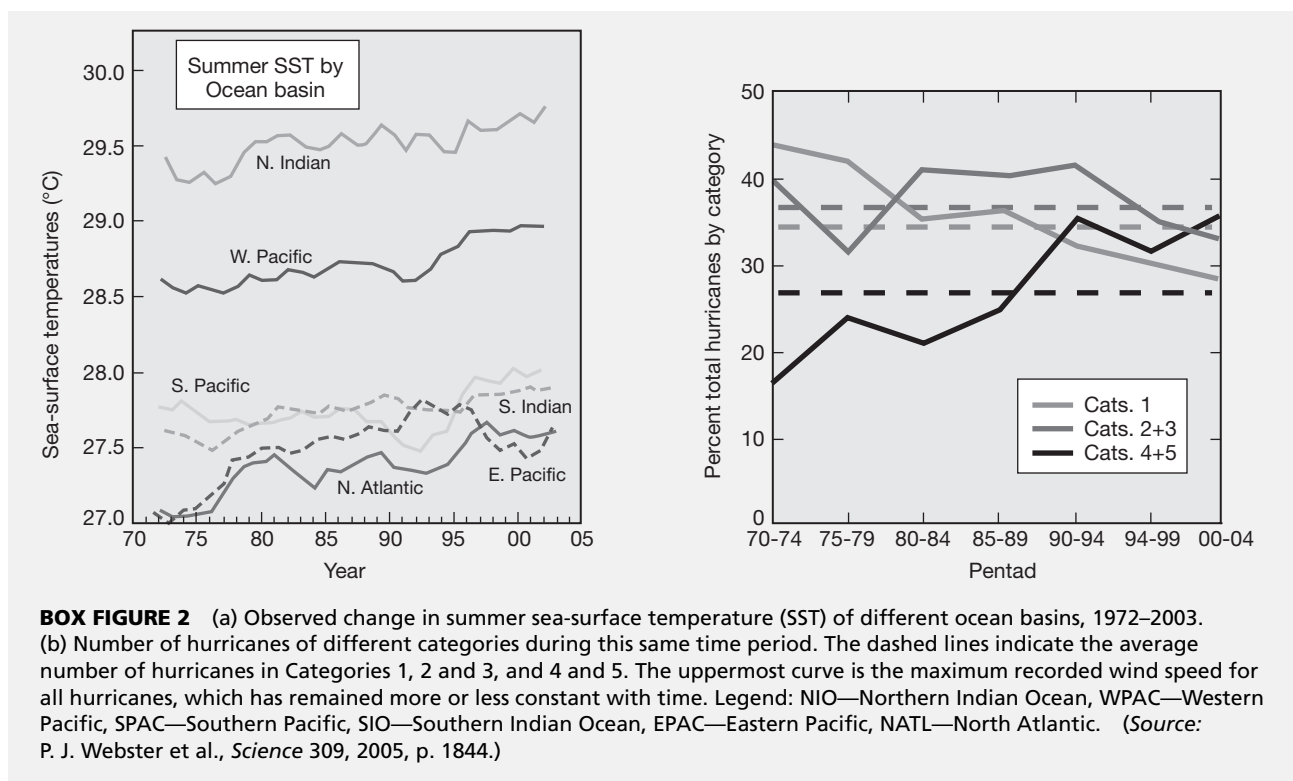 Summer SST by
Ocean basin
30.0
29.5
29.0
28.5
28.0
27.5
27.0
Sea-surface temperatures (°C)
N. Indian
W. Pacific
S. Pacific
S. Indian
E. Pacific
N. Atlantic
70 75 80 85 90 95 00 05
Year
50
40
30
20
10
0
Percent total hurricanes by category
Cats. 1
Cats. 2+3
Cats. 4+5
70-74 75-79 80-84 85-89 90-94 94-99 00-04
Pentad
BOX FIGURE 2 (a) Observed change in summer sea-surface temperature (SST) of different ocean basins, 1972–2003.
(b) Number of hurricanes of different categories during this same time period. The dashed lines indicate the average
number of hurricanes in Categories 1, 2 and 3, and 4 and 5. The uppermost curve is the maximum recorded wind speed for
all hurricanes, which has remained more or less constant with time. Legend: NIO—Northern Indian Ocean, WPAC—Western
Pacific, SPAC—Southern Pacific, SIO—Southern Indian Ocean, EPAC—Eastern Pacific, NATL—North Atlantic. (Source:
P. J. Webster et al., Science 309, 2005, p. 1844.)